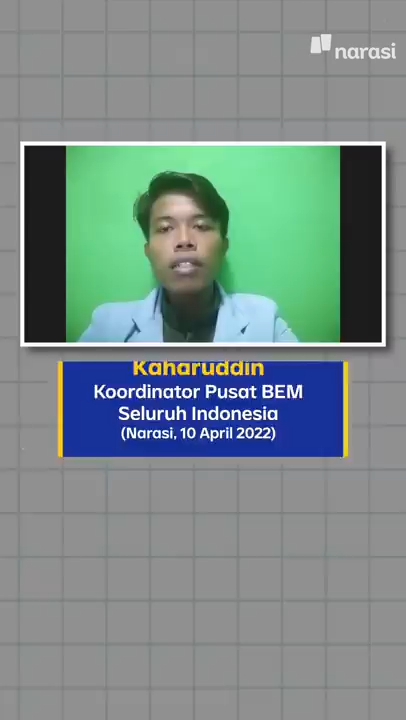 narasi
Kaharuddin
Koordinator Pusat BEM
Seluruh Indonesia
(Narasi, 10 April 2022)